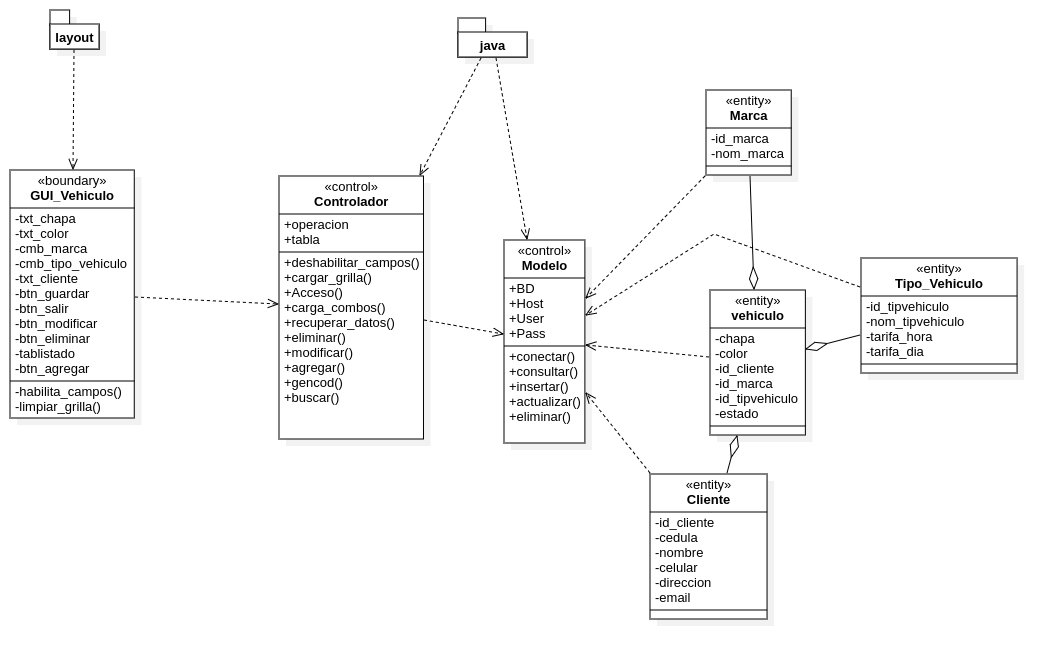 layout
java
«boundary»
GUI_Vehiculo
-txt_chapa
-txt_color
-cmb_marca
-cmb_tipo_vehiculo
-txt_cliente
-btn_guardar
-btn_salir
-btn_modificar
-btn_eliminar
-tablistado
-btn_agregar
-habilita_campos()
-limpiar_grilla()
«control»
Controlador
+operacion
+tabla
+deshabilitar_campos()
+cargar_grilla()
+Acceso()
+carga_combos()
+recuperar_datos()
+eliminar()
+modificar()
+agregar()
+gencod()
+buscar()
«control»
Modelo
+BD
+Host
+User
+Pass
+conectar()
+consultar()
+insertar()
+actualizar()
+eliminar()
«entity»
Marca
-id_marca
-nom_marca
«entity»
vehiculo
-chapa
-color
-id_cliente
-id_marca
-id_tipvehiculo
-estado
«entity»
Tipo_Vehiculo
-id_tipvehiculo
-nom_tipvehiculo
-tarifa_hora
-tarifa_dia
«entity»
Cliente
-id_cliente
-cedula
-nombre
-celular
-direccion
-email